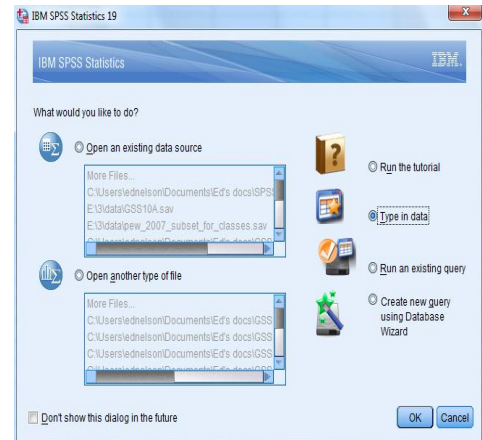 IBM SPSS Statistics 19
IBM SPSS Statistics
IBM.
What would you like to do?
Open an existing data source
More Files...
C:\Users\ednelson\Documents\Ed's docs\SPS
E:\3\data\GSS10A.sav
E:\3\data\pew_2007_subset_for_classes.sav
Open another type of file
More Files...
C:\Users\ednelson\Documents\Ed's docs\GSS
C:\Users\ednelson\Documents\Ed's docs\GSS
C:\Users\ednelson\Documents\Ed's docs\GSS
Run the tutorial
Type in data
Run an existing query
Create new query
using Database
Wizard
Don't show this dialog in the future
OK
Cancel